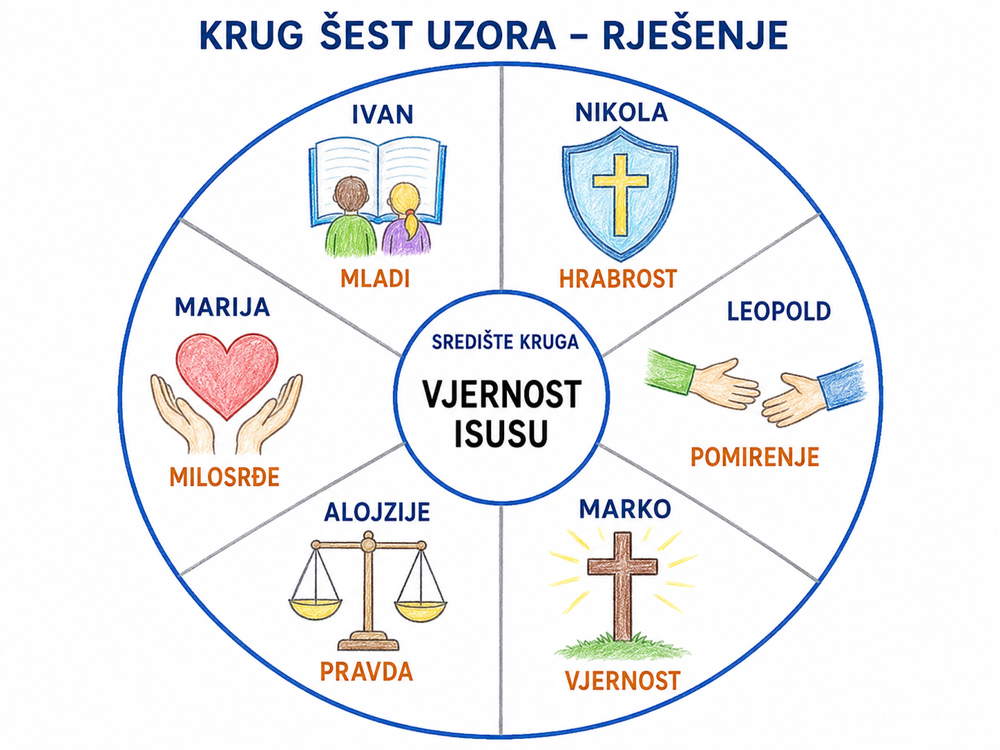 KRUG ŠEST UZORA – RJEŠENJE
IVAN
MLADI
NIKOLA
HRABROST
LEOPOLD
POMIRENJE
MARKO
VJERNOST
ALOJZIJE
PRAVDA
MARIJA
MILOSRĐE
SREDIŠTE KRUGA
VJERNOST
ISUSU